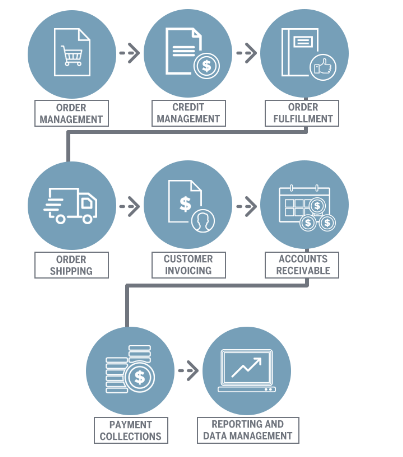 ORDER
MANAGEMENT
CREDIT
MANAGEMENT
ORDER
FULFILLMENT
ORDER
SHIPPING
CUSTOMER
INVOICING
ACCOUNTS
RECEIVABLE
PAYMENT
COLLECTIONS
REPORTING AND
DATA MANAGEMENT